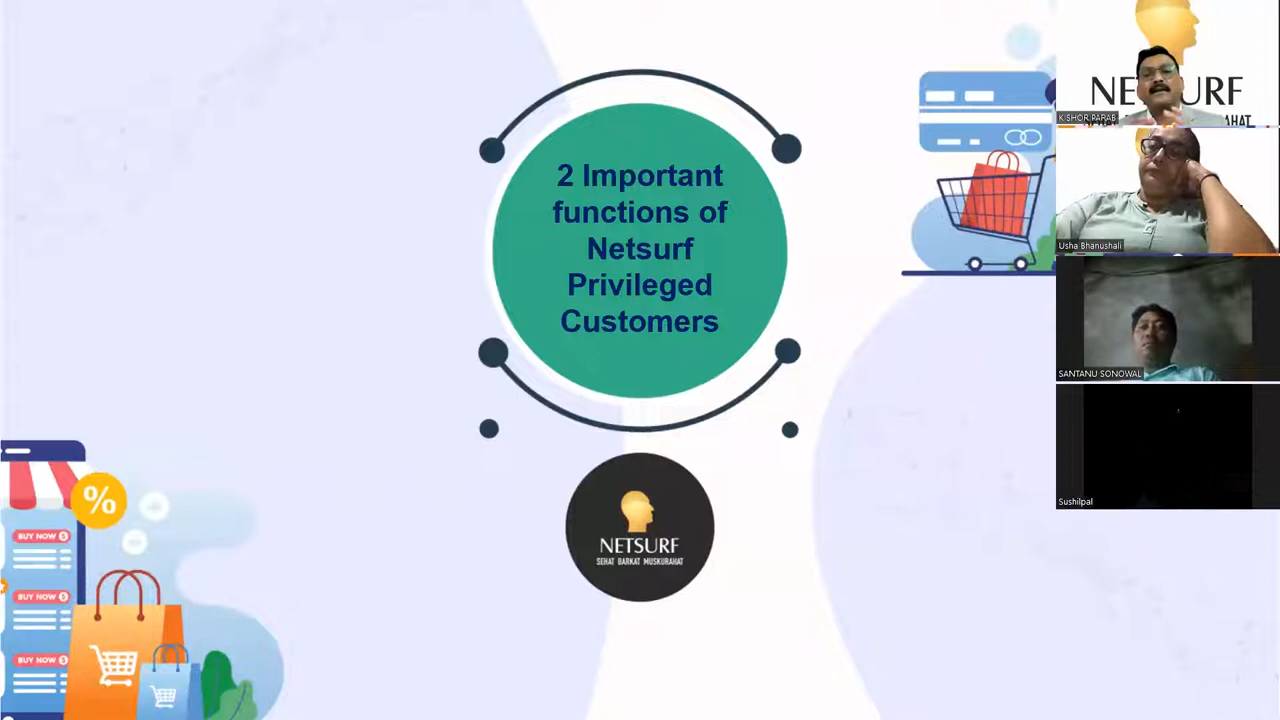 2 Important
functions of
Netsurf
Privileged
Customers
NETSURF
SEHAT BARKAT MUSKURAHAT
%
BUY NOW $
BUY NOW $
BUY NOW $
KISHOR PARAB
Usha Bhanushali
SANTANU SONOWAL
Sushilpal